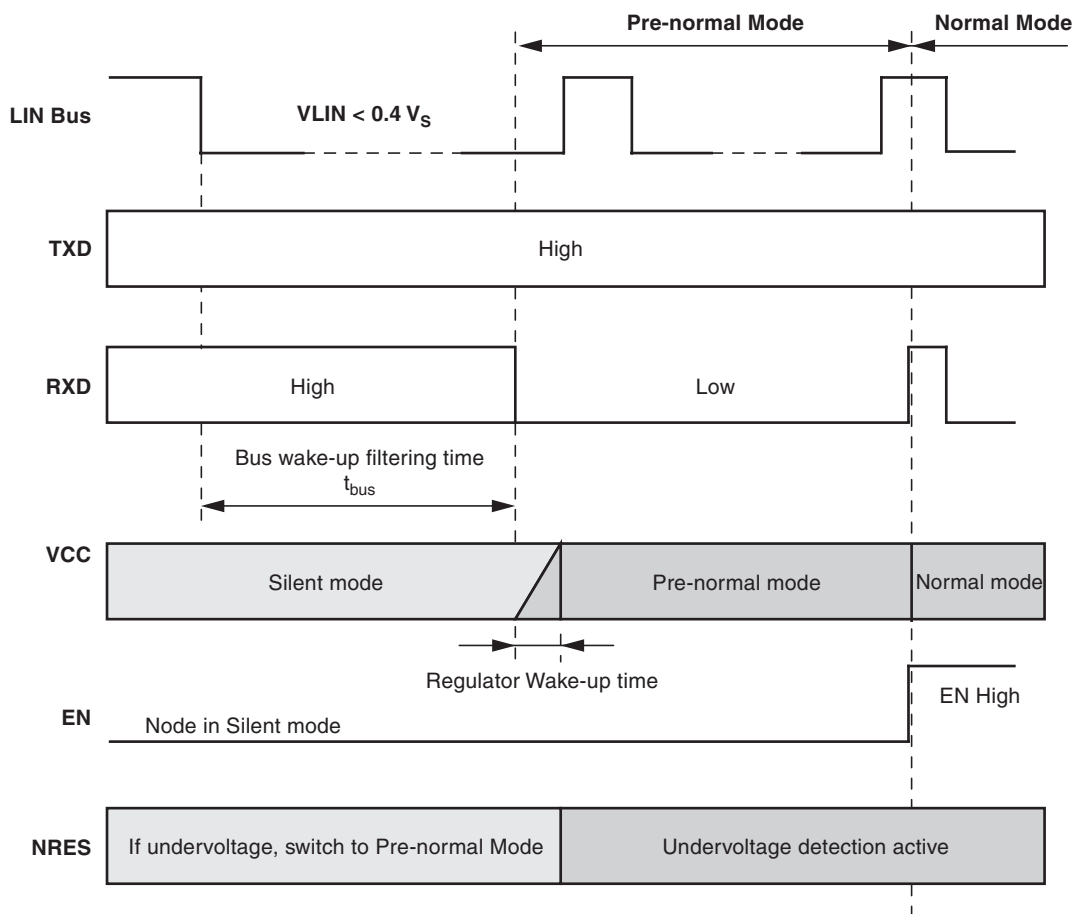 Pre-normal Mode
Normal Mode
LIN Bus
VLIN < 0.4 VS
TXD
High
RXD
High
Low
Bus wake-up filtering time
tbus
VCC
Silent mode
Pre-normal mode
Normal mode
Regulator Wake-up time
EN
Node in Silent mode
EN High
NRES
If undervoltage, switch to Pre-normal Mode
Undervoltage detection active